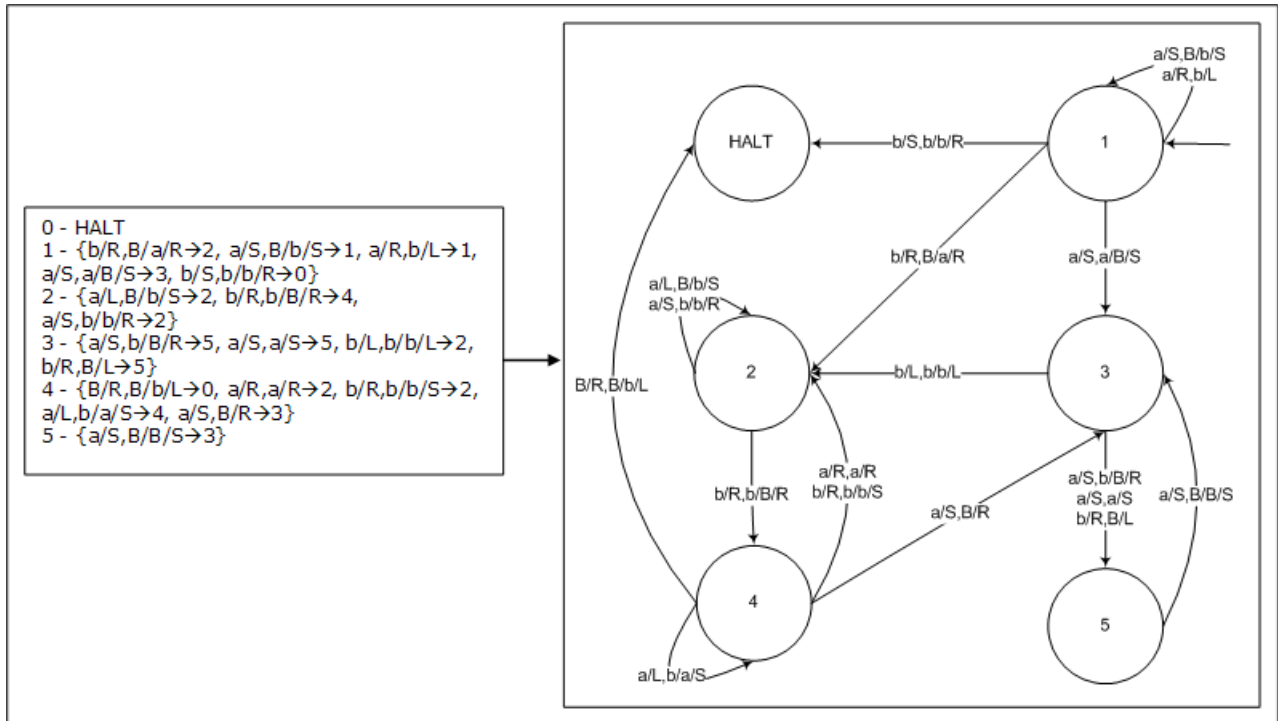 0 - HALT
1 - {b/R,B/a/R→2, a/S,B/b/S→1, a/R,b/L→1,
a/S,a/B/S→3, b/S,b/b/R→0}
2 - {a/L,B/b/S→2, b/R,b/B/R→4,
a/S,b/b/R→2}
3 - {a/S,b/B/R→5, a/S,a/S→5, b/L,b/b/L→2,
b/R,B/L→5}
4 - {B/R,B/b/L→0, a/R,a/R→2, b/R,b/b/S→2,
a/L,b/a/S→4, a/S,B/R→3}
5 - {a/S,B/B/S→3}
a/S,B/b/S
a/R,b/L
HALT
b/S,b/b/R
1
b/R,B/a/R
a/S,a/B/S
a/L,B/b/S
a/S,b/b/R
B/R,B/b/L
2
b/L,b/b/L
3
b/R,b/B/R
a/R,a/R
b/R,b/b/S
a/S,B/R
a/S,b/B/R
a/S,a/S
b/R,B/L
a/S,B/B/S
4
5
a/L,b/a/S